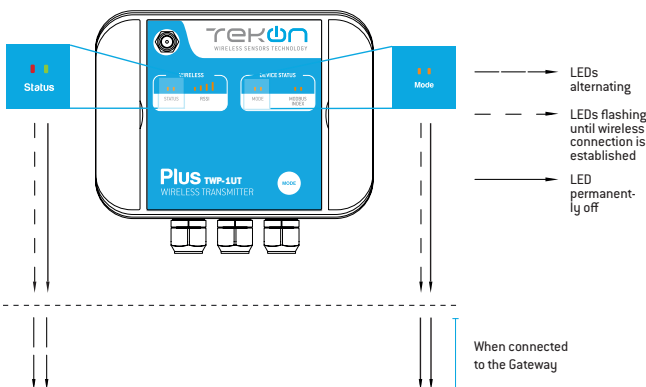 TEKON
WIRELESS SENSORS TECHNOLOGY
Status
WIRELESS
DEVICE STATUS
Mode
STATUS
RSSI
MODE
MODBUS
INDEX
LEDs
alternating
LEDs flashing
until wireless
connection is
established
Plus TWP-1UT
WIRELESS TRANSMITTER
MODE
LED
permanent-
ly off
When connected
to the Gateway